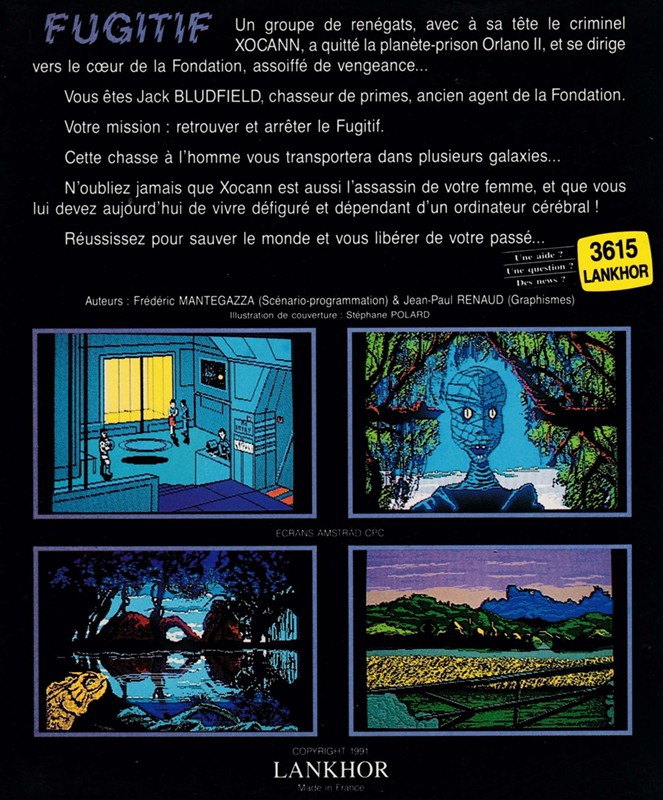 FUGITIF Un groupe de renégats, avec à sa tête le criminel
XOCANN, a quitté la planète-prison Orlano II, et se dirige
vers le cœur de la Fondation, assoiffé de vengeance...
Vous êtes Jack BLUDFIELD, chasseur de primes, ancien agent de la Fondation.
Votre mission : retrouver et arrêter le Fugitif.
Cette chasse à l'homme vous transportera dans plusieurs galaxies...
N'oubliez jamais que Xocann est aussi l'assassin de votre femme, et que vous
lui devez aujourd'hui de vivre défiguré et dépendant d'un ordinateur cérébral !
Réussissez pour sauver le monde et vous libérer de votre passé...
Une aide ?
Une question ?
Des news ?
3615
LANKHOR
Auteurs : Frédéric MANTEGAZZA (Scénario-programmation) & Jean-Paul RENAUD (Graphismes)
Illustration de couverture : Stéphane POLARD
ECRANS AMSTRAD CPC
COPYRIGHT 1991
LANKHOR
Made in France